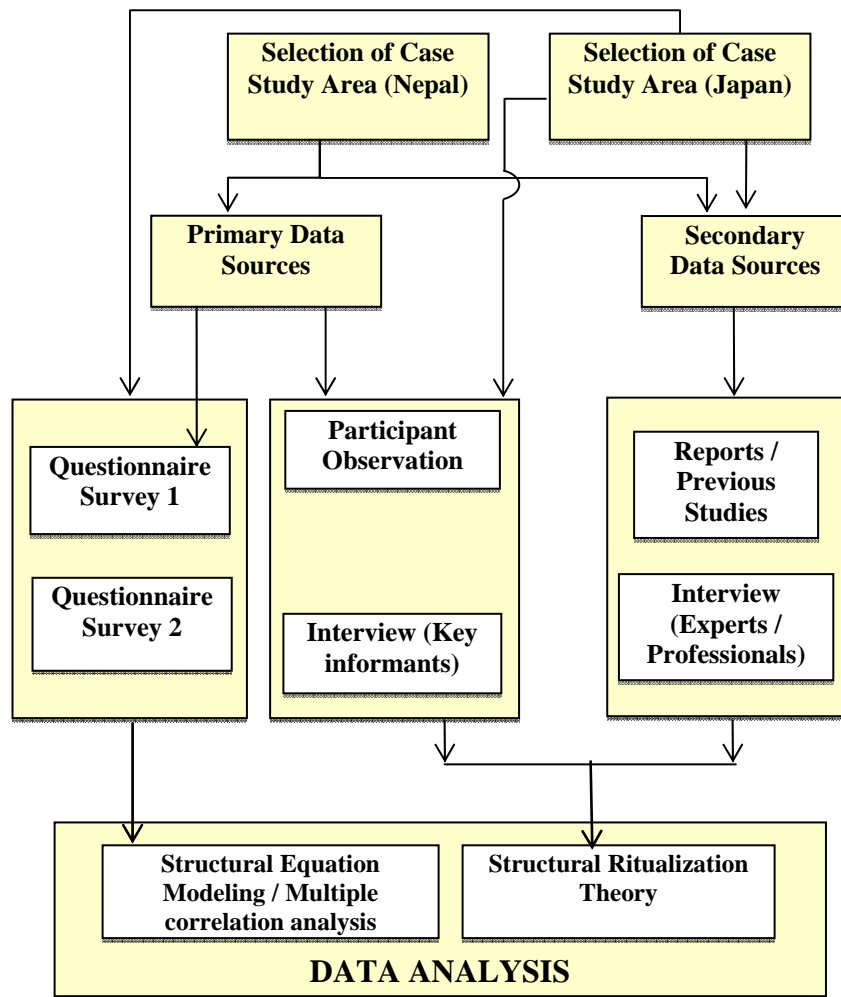 Selection of Case
Study Area (Nepal)
Selection of Case
Study Area (Japan)
Primary Data
Sources
Secondary
Data Sources
Questionnaire
Survey 1
Questionnaire
Survey 2
Participant
Observation
Interview (Key
informants)
Reports /
Previous
Studies
Interview
(Experts /
Professionals)
Structural Equation
Modeling / Multiple
correlation analysis
Structural Ritualization
Theory
DATA ANALYSIS